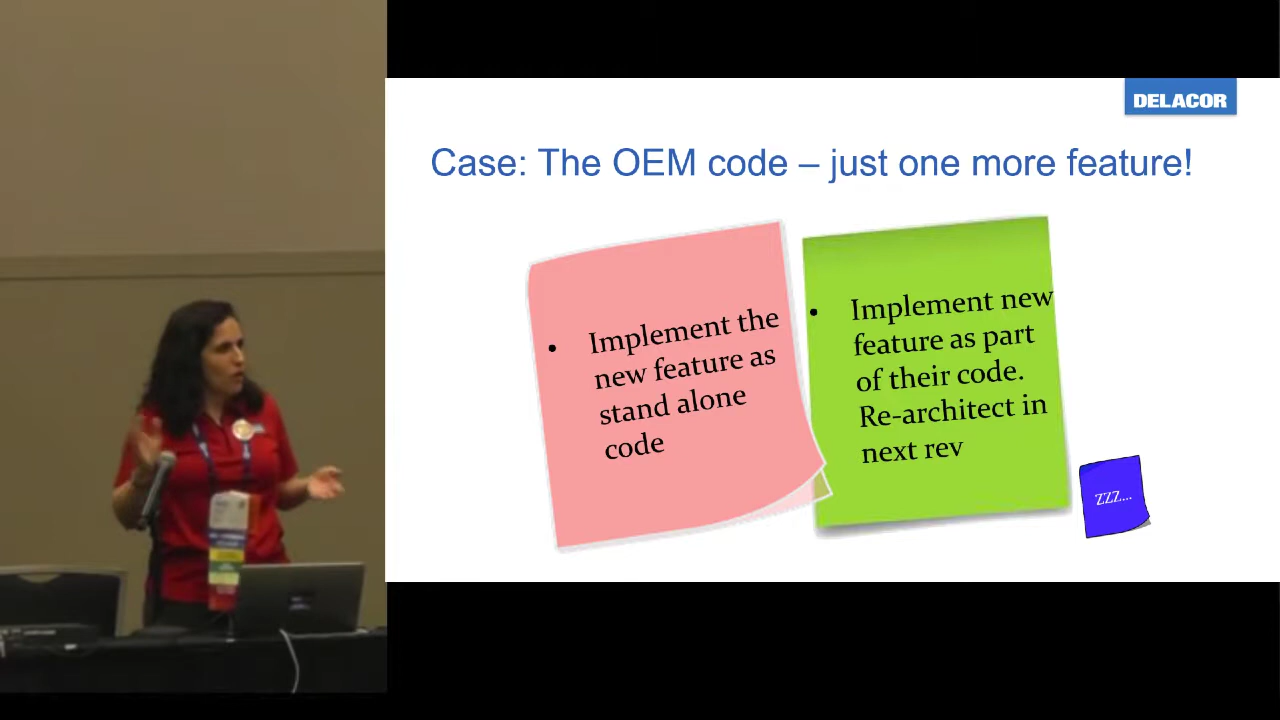 DELACOR
Case: The OEM code – just one more feature!
• Implement the
new feature as
stand alone
code
• Implement new
feature as part
of their code.
Re-architect in
next rev
ZZZ...